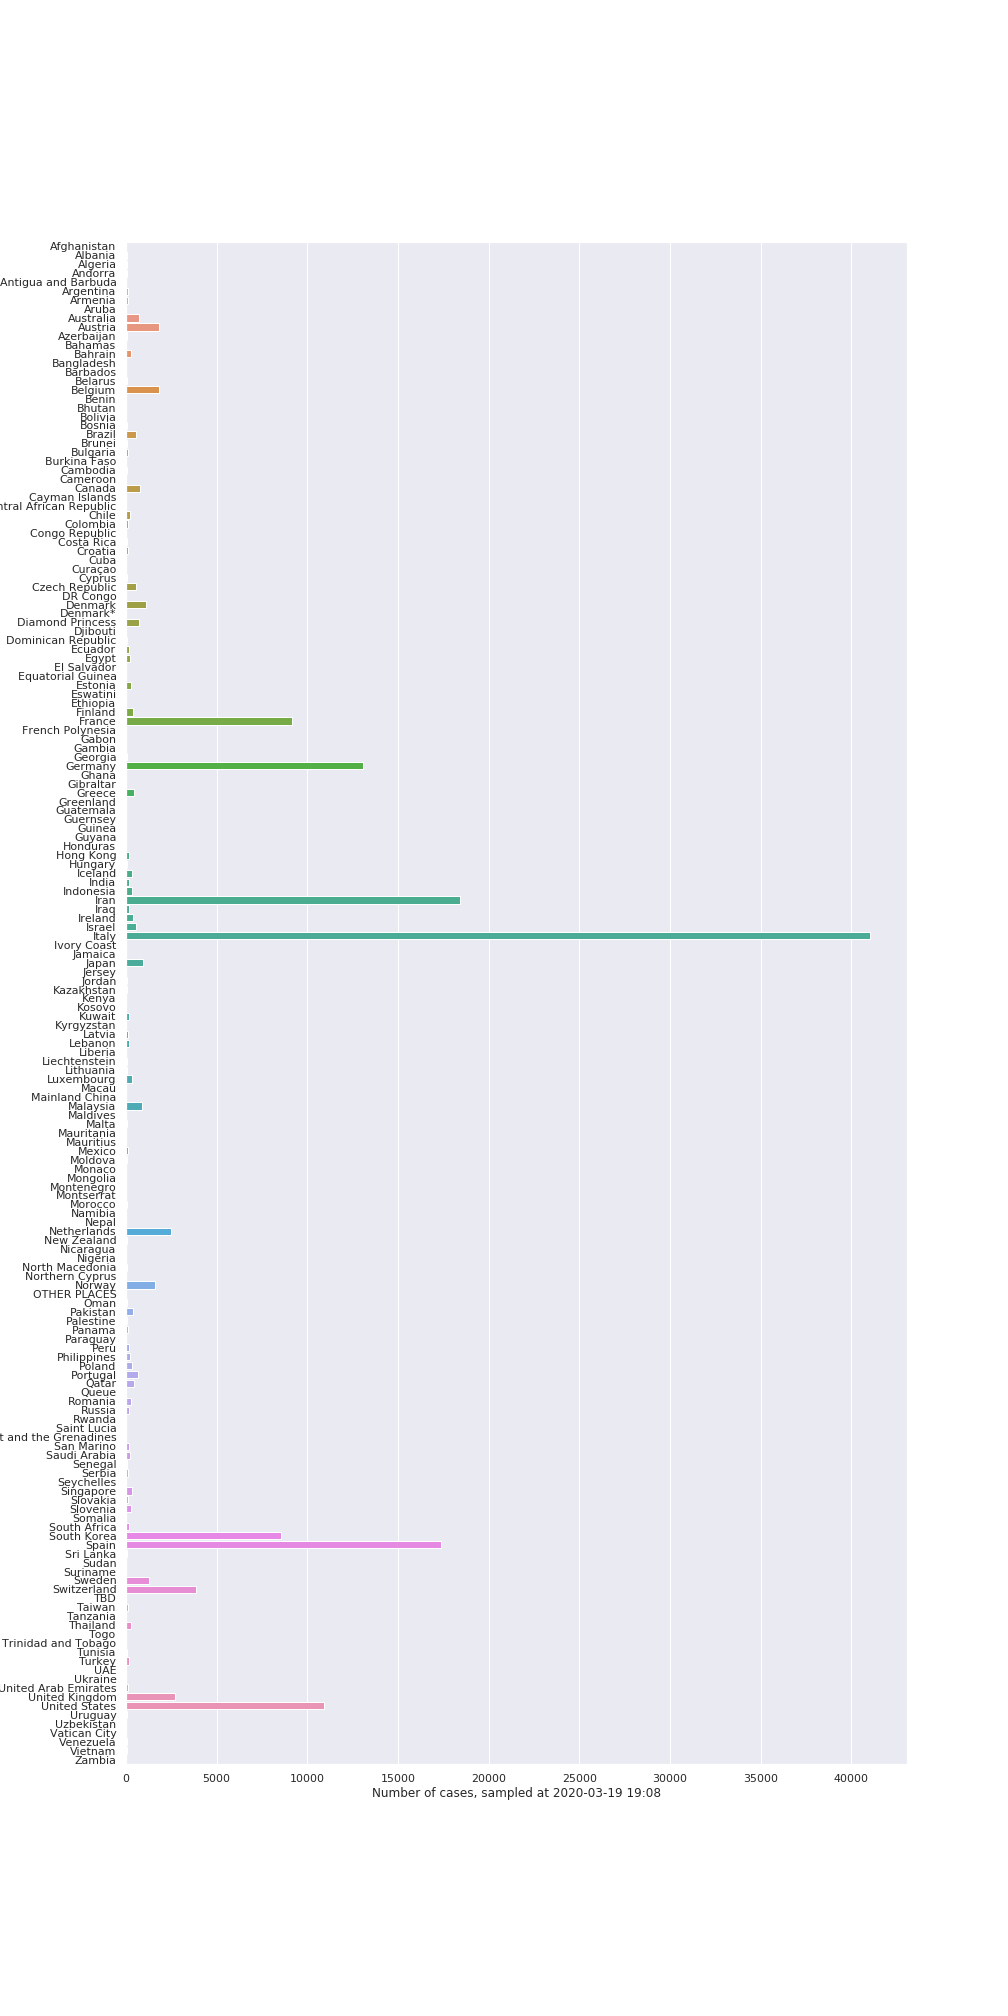 Afghanistan
Albania
Algeria
Andorra
Antigua and Barbuda
Argentina
Armenia
Aruba
Australia
Austria
Azerbaijan
Bahamas
Bahrain
Bangladesh
Barbados
Belarus
Belgium
Benin
Bhutan
Bolivia
Bosnia
Brazil
Brunei
Bulgaria
Burkina Faso
Cambodia
Cameroon
Canada
Cayman Islands
ntral African Republic
Chile
Colombia
Congo Republic
Costa Rica
Croatia
Cuba
Curaçao
Cyprus
Czech Republic
DR Congo
Denmark
Denmark*
Diamond Princess
Djibouti
Dominican Republic
Ecuador
Egypt
El Salvador
Equatorial Guinea
Estonia
Eswatini
Ethiopia
Finland
France
French Polynesia
Gabon
Gambia
Georgia
Germany
Ghana
Gibraltar
Greece
Greenland
Guatemala
Guernsey
Guinea
Guyana
Honduras
Hong Kong
Hungary
Iceland
India
Indonesia
Iran
Iraq
Ireland
Israel
Italy
Ivory Coast
Jamaica
Japan
Jersey
Jordan
Kazakhstan
Kenya
Kosovo
Kuwait
Kyrgyzstan
Latvia
Lebanon
Liberia
Liechtenstein
Lithuania
Luxembourg
Macau
Mainland China
Malaysia
Maldives
Malta
Mauritania
Mauritius
Mexico
Moldova
Monaco
Mongolia
Montenegro
Montserrat
Morocco
Namibia
Nepal
Netherlands
New Zealand
Nicaragua
Nigeria
North Macedonia
Northern Cyprus
Norway
OTHER PLACES
Oman
Pakistan
Palestine
Panama
Paraguay
Peru
Philippines
Poland
Portugal
Qatar
Queue
Romania
Russia
Rwanda
Saint Lucia
t and the Grenadines
San Marino
Saudi Arabia
Senegal
Serbia
Seychelles
Singapore
Slovakia
Slovenia
Somalia
South Africa
South Korea
Spain
Sri Lanka
Sudan
Suriname
Sweden
Switzerland
TBD
Taiwan
Tanzania
Thailand
Togo
Trinidad and Tobago
Tunisia
Turkey
UAE
Ukraine
United Arab Emirates
United Kingdom
United States
Uruguay
Uzbekistan
Vatican City
Venezuela
Vietnam
Zambia
0 5000 10000 15000 20000 25000 30000 35000 40000
Number of cases, sampled at 2020-03-19 19:08